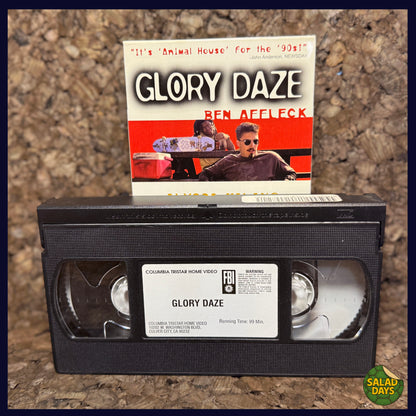 "It's 'Animal House' for the '90s!"
-John Anderson, NEWSDAY
GLORY DAZE
BEN AFFLECK
COLUMBIA TRISTAR HOME VIDEO
FBI
WARNING
GLORY DAZE
COLUMBIA TRISTAR HOME VIDEO
10202 W. WASHINGTON BLVD.
CULVER CITY, CA 90232
Running Time: 99 Min.
SALAD
DAYS